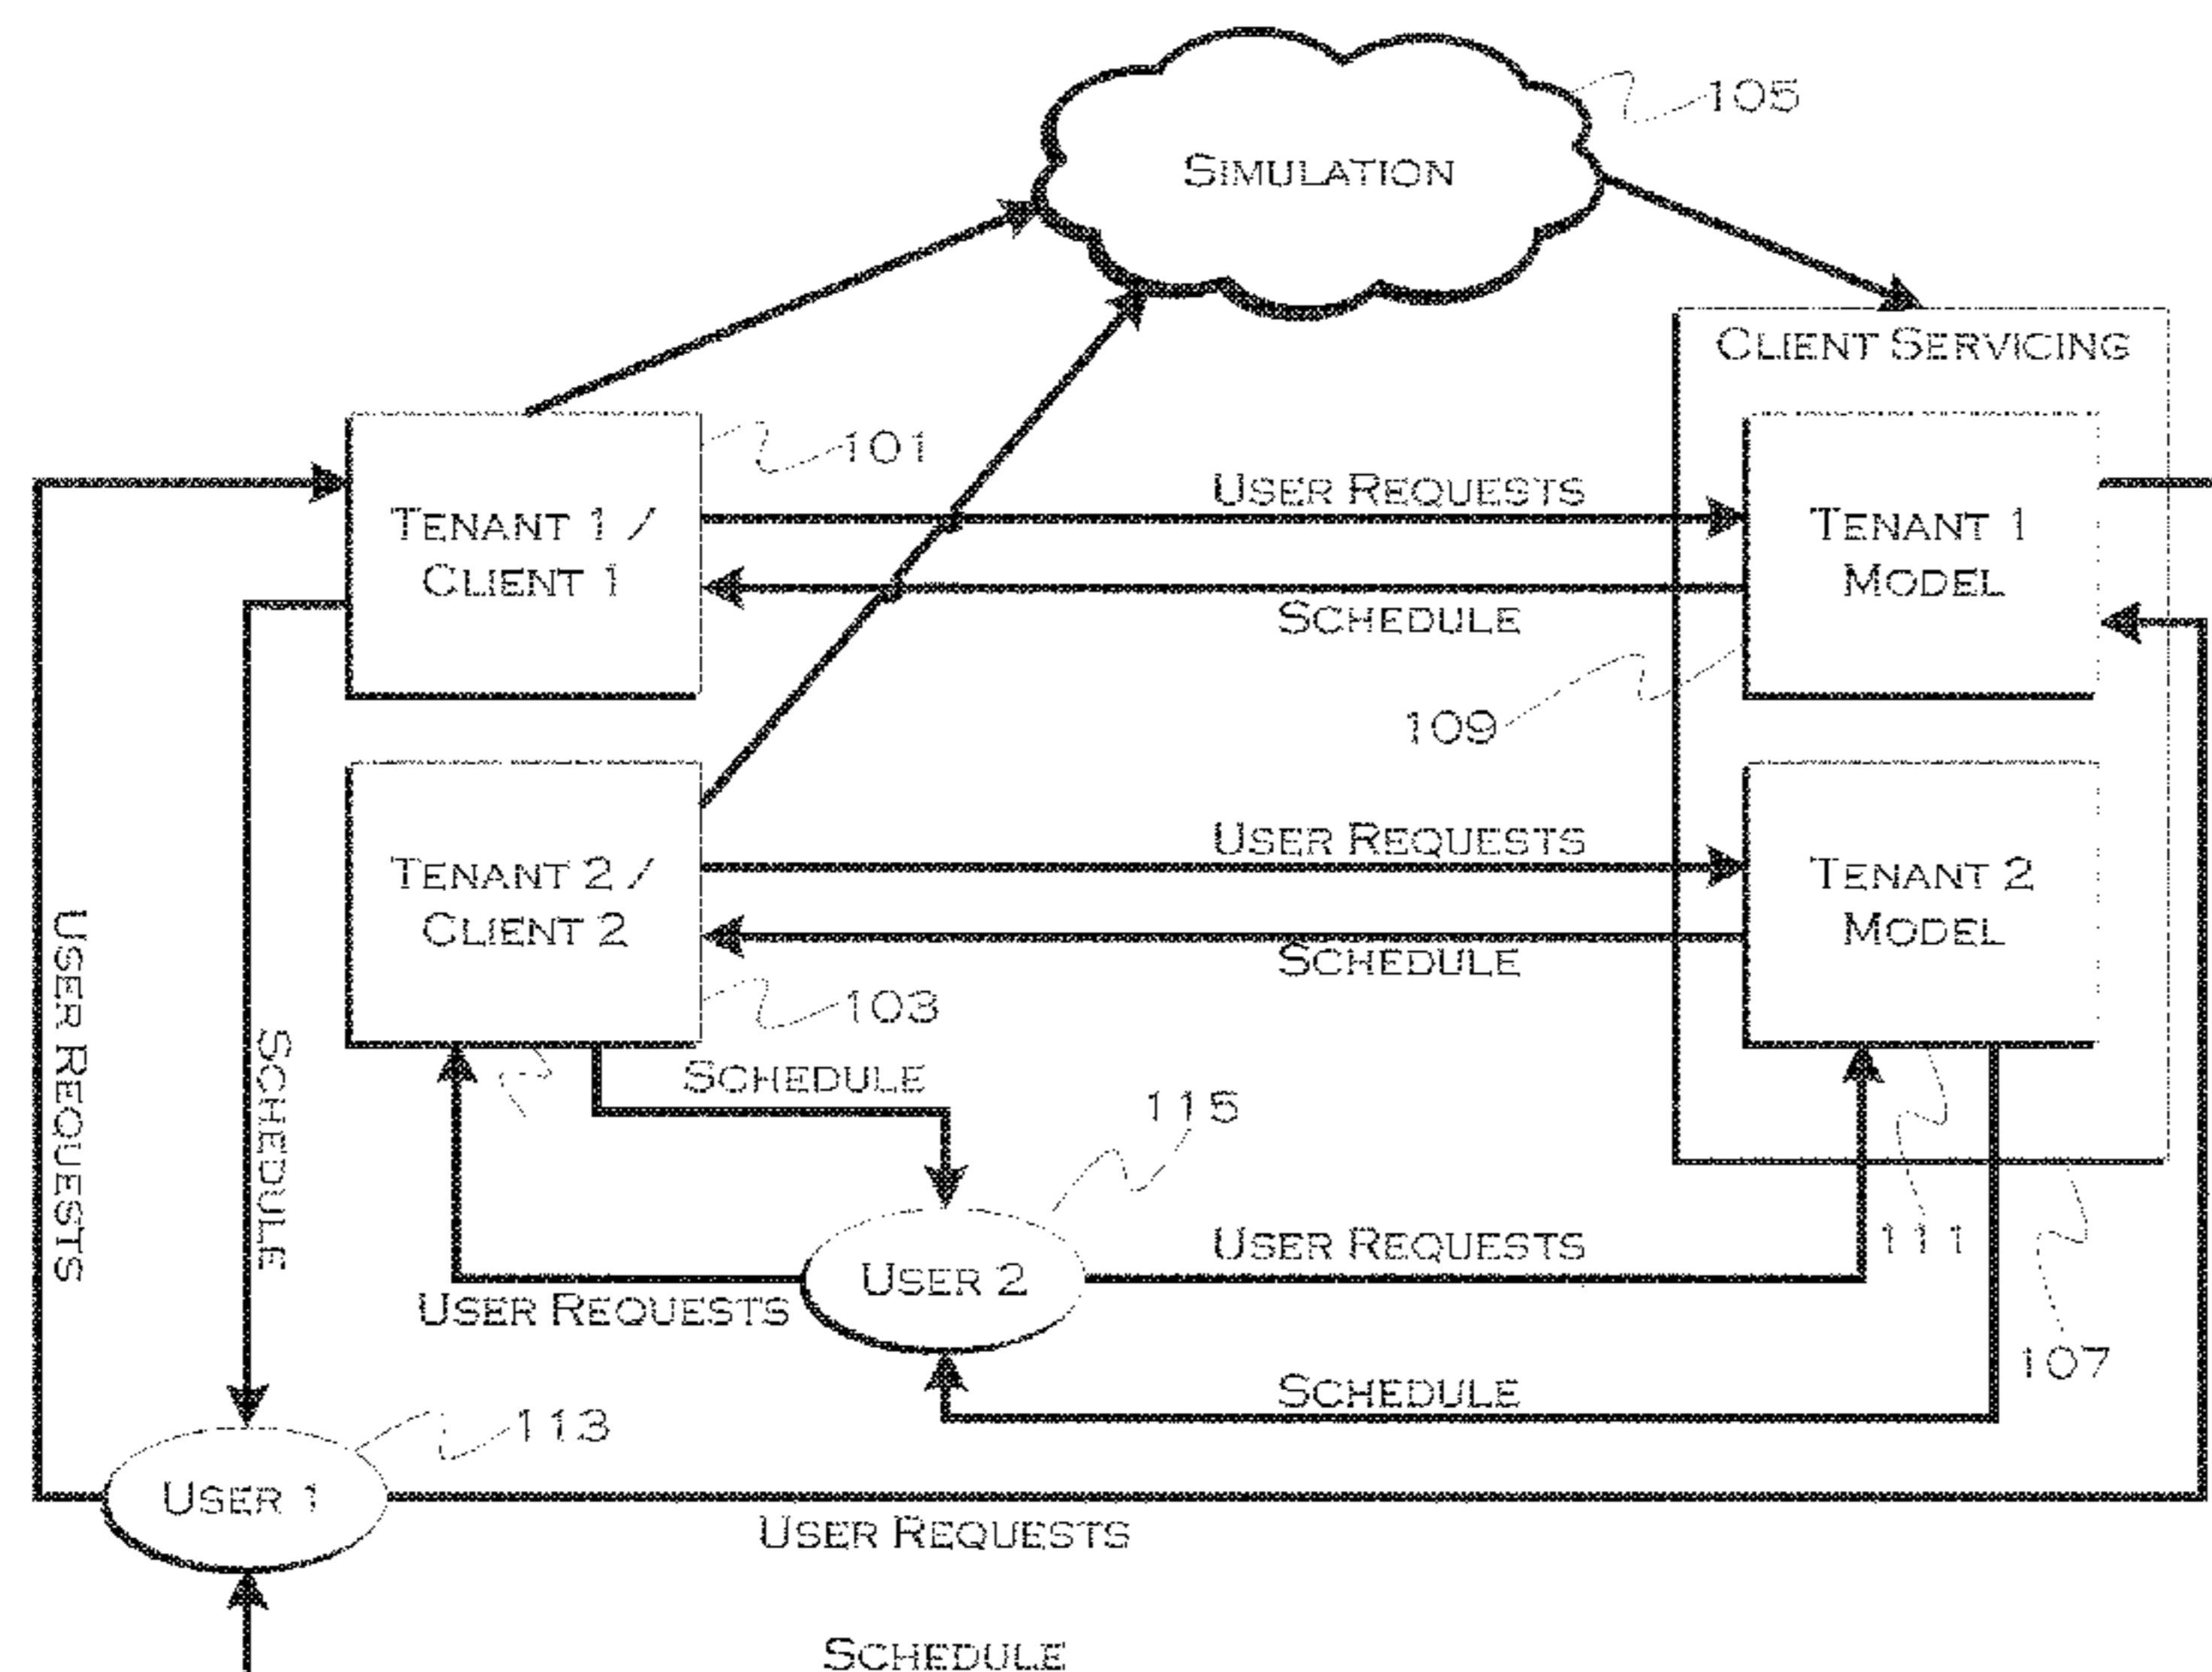 105
SIMULATION
CLIENT SERVICING
101
TENANT 1 /
CLIENT 1
USER REQUESTS
SCHEDULE
TENANT 1
MODEL
109
TENANT 2 /
CLIENT 2
USER REQUESTS
SCHEDULE
TENANT 2
MODEL
103
USER REQUESTS
SCHEDULE
SCHEDULE
115
USER 2
USER REQUESTS
USER REQUESTS
111
107
SCHEDULE
113
USER 1
USER REQUESTS
SCHEDULE